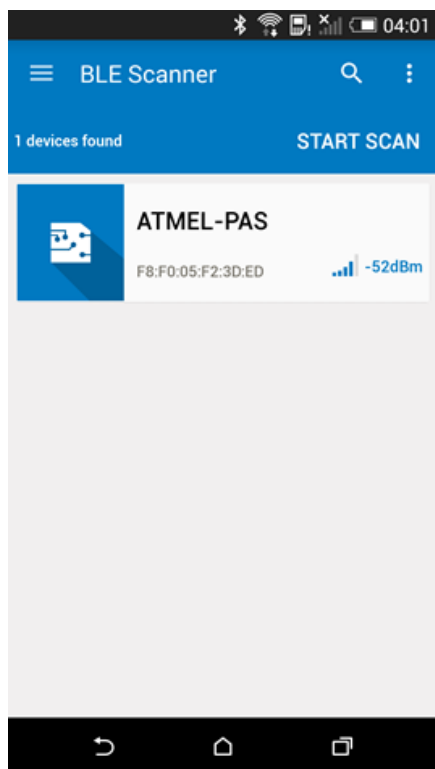 04:01
BLE Scanner
1 devices found START SCAN
ATMEL-PAS
F8:F0:05:F2:3D:ED -52dBm